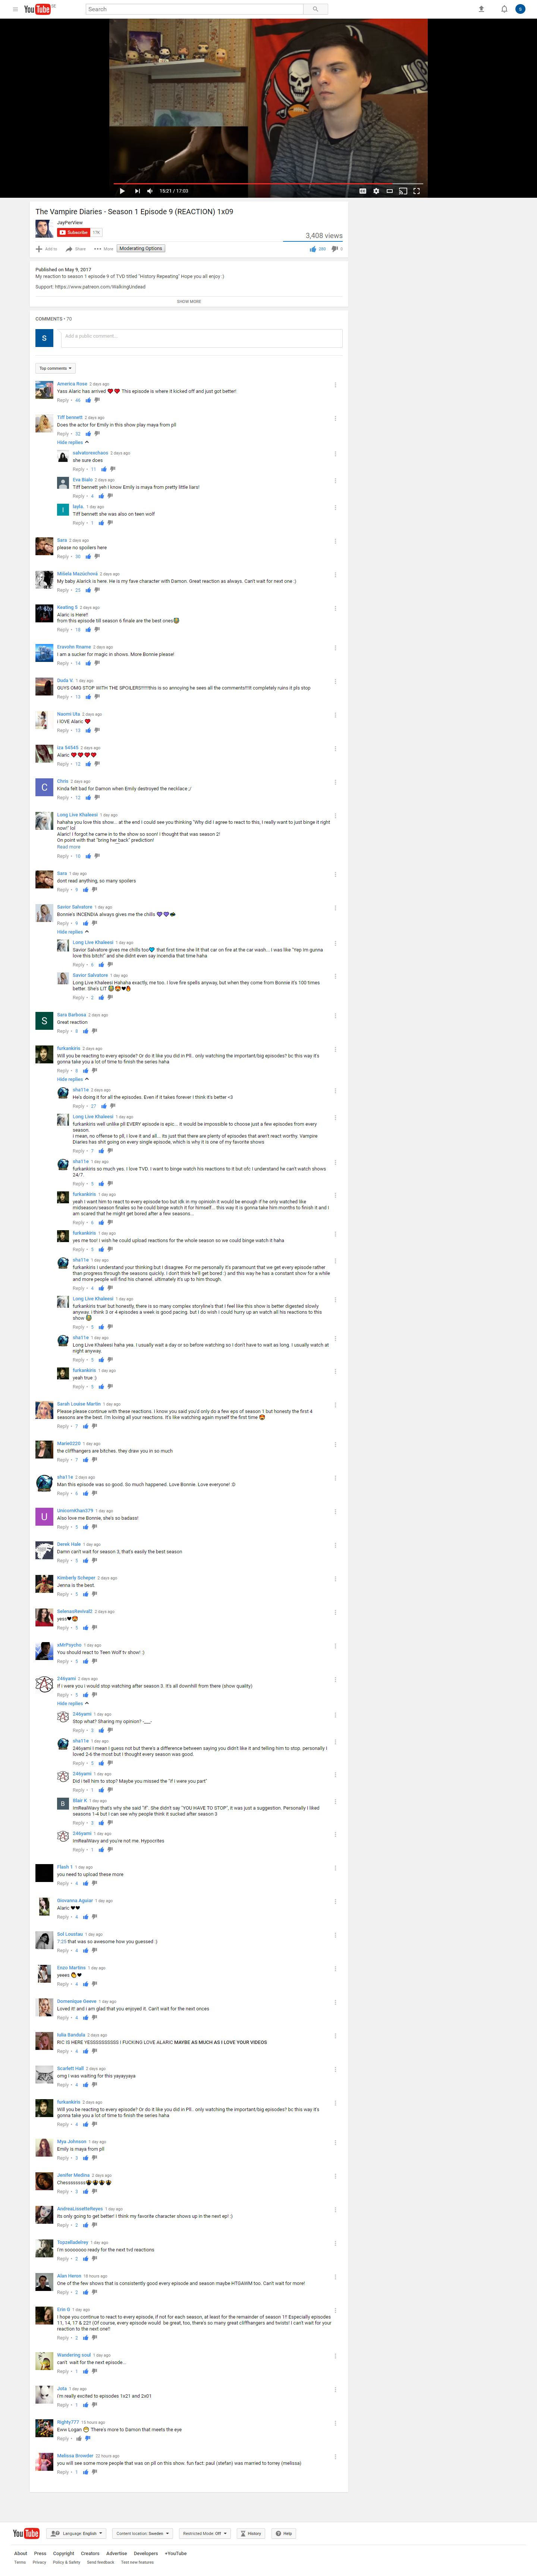 YouTube SE
Search
S
15:21 / 17:03
The Vampire Diaries - Season 1 Episode 9 (REACTION) 1x09
JayPerView
Subscribe
3,408 views
Add to Share More Moderating Options
0
Published on May 9, 2017
My reaction to season 1 episode 9 of TVD titled "History Repeating" Hope you all enjoy :)
Support: https://www.patreon.com/WalkingUndead
SHOW MORE
COMMENTS • 70
S
Add a public comment...
Top comments
America Rose 2 days ago
Yass Alaric has arrived ❤️❤️ This episode is where it kicked off and just got better!
Reply • 46
Tiff bennett 2 days ago
Does the actor for Emily in this show play maya from pll
Reply • 32
Hide replies
salvatoreechaos 2 days ago
she sure does
Reply • 11
Eva Bialo 2 days ago
Tiff bennett yeh I know Emily is maya from pretty little liars!
Reply • 4
layla. 1 day ago
Tiff bennett she was also on teen wolf
Reply • 1
Sara 2 days ago
please no spoilers here
Reply • 30
2 days ago
My baby Alarick is here. He is my fave character with Damon. Great reaction as always. Can't wait for next one :)
Reply • 23
Keating S 2 days ago
Alaric is Here!!
from this episode till season 6 finale are the best ones
Reply • 18
2 days ago
I am a sucker for magic in shows. More Bonnie please!
Reply • 14
Duda V. 1 day ago
GUYS OMG STOP WITH THE SPOILERS!!!!!!this is so annoying he sees all the comments!!!it completely ruins it pls stop
Reply • 13
Naomi Uta 2 days ago
i lOVE Alaric ❤️
Reply • 13
iza 54545 2 days ago
Alaric ❤️❤️❤️❤️
Reply • 12
C
Chris 2 days ago
Kinda felt bad for Damon when Emily destroyed the necklace ;/
Reply • 12
Long Live Khaleesi 1 day ago
hahaha you love this show... at the end I could see you thinking "Why did I agree to react to this, I really want to just binge it right
now!" lol
Alaric! I forgot he came in to the show so soon! I thought that was season 2!
On point with that "bring her back" prediction!
Read more
Reply • 10
Sara 1 day ago
dont read anything, so many spoilers
Reply • 9
Savior Salvatore 1 day ago
Bonnie's INCENDIA always gives me the chills
Reply • 9
Hide replies
Long Live Khaleesi 1 day ago
Savior Salvatore gives me chills too that first time she lit that car on fire at the car wash... I was like "Yep Im gunna
love this bitch!" and she didnt even say incendia that time haha
Reply • 6
Savior Salvatore 1 day ago
Long Live Khaleesi Hahaha exactly, me too. I love fire spells anyway, but when they come from Bonnie it's 100 times
better. She's LIT
Reply • 2
S
Sara Barbosa 2 days ago
Great reaction
Reply • 8
furkankiris 2 days ago
Will you be reacting to every episode? Or do it like you did in Pll.. only watching the important/big episodes? bc this way it's
gonna take you a lot of time to finish the series haha
Reply • 8
Hide replies
sha11e 2 days ago
He's doing it for all the episodes. Even if it takes forever I think it's better <3
Reply • 27
Long Live Khaleesi 1 day ago
furkankiris well unlike pll EVERY episode is epic... it would be impossible to choose just a few episodes from every
season.
i mean, no offense to pll, i love it and all... its just that there are plenty of episodes that aren't react worthy. Vampire
Diaries has shit going on every single episode, which is why it is one of my favorite shows
Reply • 7
sha11e 1 day ago
furkankiris so much yes. I love TVD. I want to binge watch his reactions to it but ofc I understand he can't watch shows
24/7.
Reply • 5
furkankiris 1 day ago
yeah I want him to react to every episode too but idk in my opinioin it would be enough if he only watched like
midseason/season finales so he could binge watch it for himself... this way it is gonna take him months to finish it and I
am scared that he might get bored after a few seasons...
Reply • 6
furkankiris 1 day ago
yes me too! I wish he could upload reactions for the whole season so we could binge watch it haha
Reply • 5
sha11e 1 day ago
furkankiris I understand your thinking but I disagree. For me personally it's paramount that we get every episode rather
than progress through the seasons quickly. I don't think he'll get bored :) and this way he has a constant show for a while
and more people will find his channel. ultimately it's up to him though.
Reply • 4
Long Live Khaleesi 1 day ago
furkankiris true! but honestly, there is so many complex storyline's that I feel like this show is better digested slowly
anyway. i think 3 or 4 episodes a week is good pacing. but I do wish i could hurry up an watch all his reactions to this
show
Reply • 5
sha11e 1 day ago
Long Live Khaleesi haha yea. I usually wait a day or so before watching so I don't have to wait as long. I usually watch at
night anyway.
Reply • 5
furkankiris 1 day ago
yeah true :)
Reply • 5
Sarah Louise Martin 1 day ago
Please please continue with these reactions. I know you said you'd only do a few eps of season 1 but honesty the first 4
seasons are the best. I'm loving all your reactions. It's like watching again myself the first time
Reply • 7
Marie0220 1 day ago
the cliffhangers are bitches. they draw you in so much
Reply • 7
sha11e 2 days ago
Man this episode was so good. So much happened. Love Bonnie. Love everyone! :D
Reply • 6
U
UnicornKhan379 1 day ago
Also love me Bonnie, she's so badass!
Reply • 5
Derek Hale 1 day ago
Damn can't wait for season 3, that's easily the best season
Reply • 5
Kimberly Scheper 2 days ago
Jenna is the best.
Reply • 5
SelenasRevival2 2 days ago
yess
Reply • 5
xMrPsycho 1 day ago
You should react to Teen Wolf tv show! :)
Reply • 5
246yami 2 days ago
If I were you I would stop watching after season 3. It's all downhill from there (show quality)
Reply • 5
Hide replies
246yami 1 day ago
Stop what? Sharing my opinion? -___-
Reply • 3
sha11e 1 day ago
246yami I mean I guess not but there's a difference between saying you didn't like it and telling him to stop. personally I
loved 2-6 the most but I thought every season was good.
Reply • 5
246yami 1 day ago
Did I tell him to stop? Maybe you missed the "If i were you part"
Reply • 1
B
Blair K 1 day ago
ImReaWavy that's why she said "if". She didn't say "YOU HAVE TO STOP", it was just a suggestion. Personally I liked
seasons 1-4 but I can see why people think it sucked after season 3
Reply • 3
246yami 1 day ago
ImReaWavy and you're not me. Hypocrites
Reply • 1
Flash 1 1 day ago
you need to upload these more
Reply • 4
Giovanna Aguiar 1 day ago
Alaric ♥♥
Reply • 4
Sol Loustau 1 day ago
7:25 that was so awesome how you guessed :)
Reply • 4
Enzo Martins 1 day ago
yeees
Reply • 4
Domenique Geeve 1 day ago
Loved it! and i am glad that you enjoyed it. Can't wait for the next onces
Reply • 4
Iulia Bandula 2 days ago
RIC IS HERE YESSSSSSSSSS I FUCKING LOVE ALARIC MAYBE AS MUCH AS I LOVE YOUR VIDEOS
Reply • 4
Scarlett Hall 2 days ago
omg I was waiting for this yayayyaya
Reply • 4
furkankiris 2 days ago
Will you be reacting to every episode? Or do it like you did in Pll.. only watching the important/big episodes? bc this way it's
gonna take you a lot of time to finish the series haha
Reply • 4
Mya Johnson 1 day ago
Emily is maya from pll
Reply • 3
Jenifer Medina 2 days ago
Reply • 3
AndreaLissetteReyes 1 day ago
Its only going to get better! I think my favorite character shows up in the next ep! :)
Reply • 2
1 day ago
I'm sooooooo ready for the next tvd reactions
Reply • 2
Alan Henns 18 hours ago
One of the few shows that is consistently good every episode and season maybe HTGAWM too. Can't wait for more!
Reply • 2
Erin G 1 day ago
I hope you continue to react to every episode, if not for each season, at least for the remainder of season 1!! Especially episodes
11, 14, 17 & 22!! (Of course, every episode would be great, too, there's so many great cliffhangers and twists! I can't wait for your
reaction to the next one!!
Reply • 2
Wandering soul 1 day ago
can't wait for the next episode..
Reply • 1
Jota 1 day ago
i'm really excited to episodes 1x21 and 2x01
Reply • 1
Righty777 15 hours ago
Eww Logan There's more to Damon that meets the eye
Reply •
Melissa Browder 22 hours ago
you will see some more people that was on pll on this show. fun fact: paul (stefan) was married to torrey (melissa)
Reply • 1
YouTube Language: English Content location: Sweden Restricted Mode: Off History Help
About Press Copyright Creators Advertise Developers +YouTube
Terms Privacy Policy & Safety Send feedback Test new features